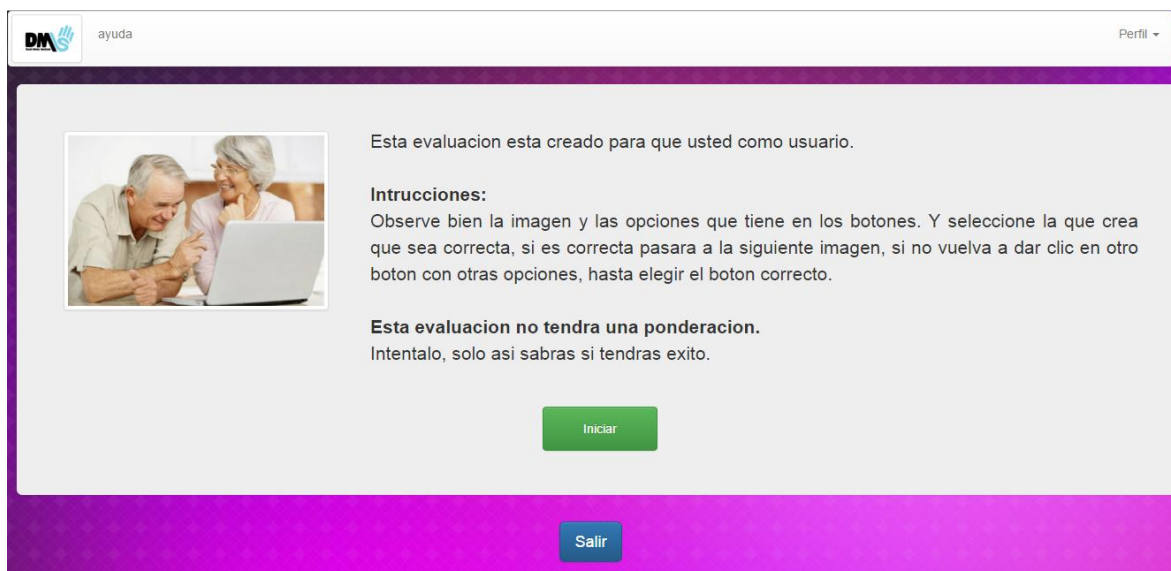 DMS
ayuda
Perfil
Esta evaluacion esta creado para que usted como usuario.
Intrucciones:
Observe bien la imagen y las opciones que tiene en los botones. Y seleccione la que crea
que sea correcta, si es correcta pasara a la siguiente imagen, si no vuelva a dar clic en otro
boton con otras opciones, hasta elegir el boton correcto.
Esta evaluacion no tendra una ponderacion.
Intentalo, solo asi sabras si tendras exito.
Iniciar
Salir